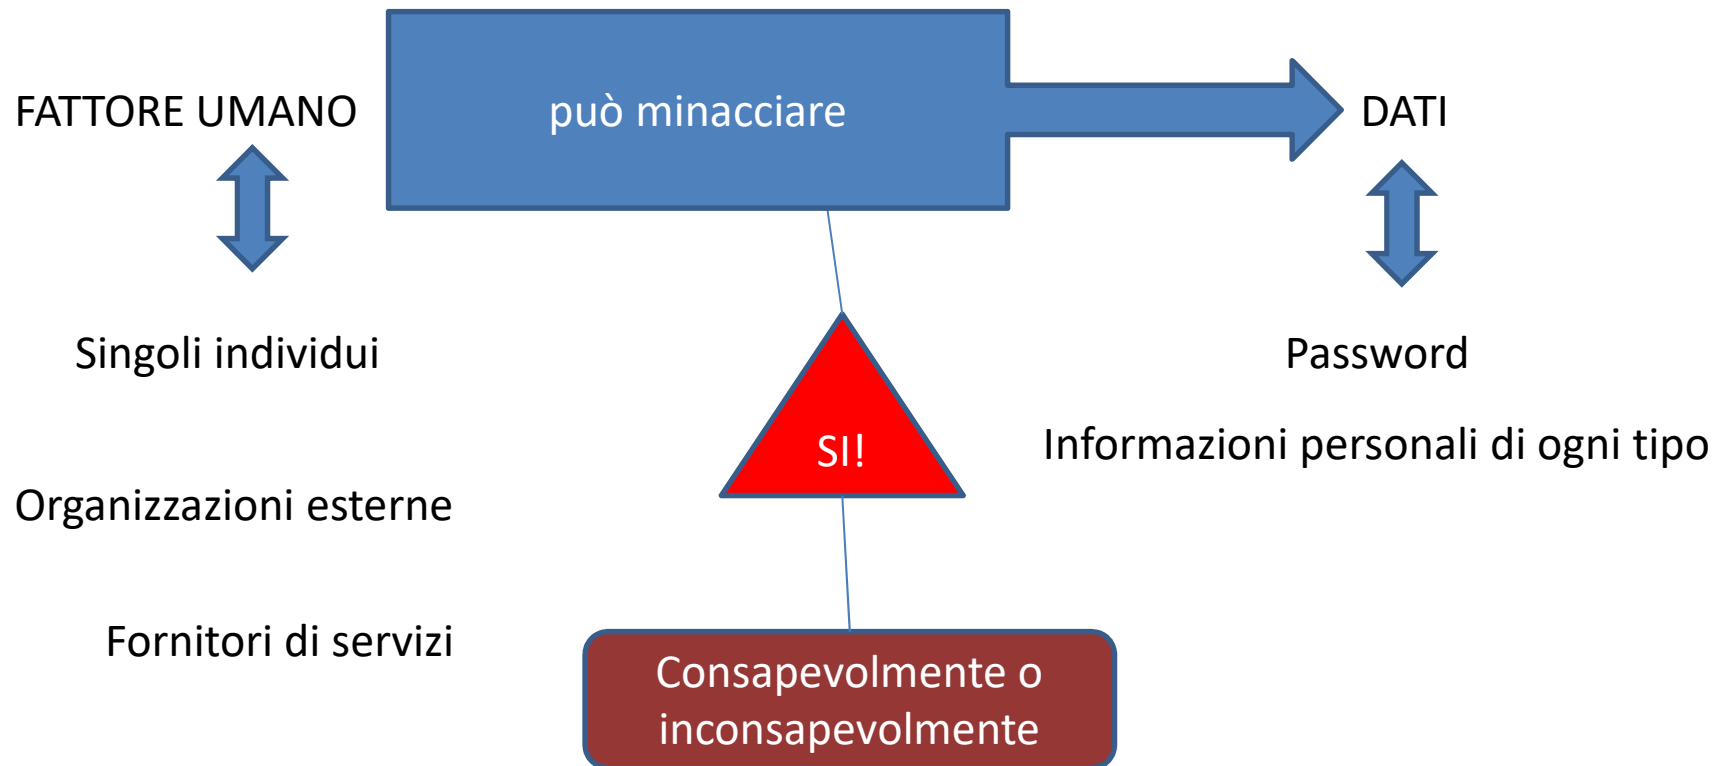 FATTORE UMANO
può minacciare
DATI
Singoli individui
Password
SI!
Informazioni personali di ogni tipo
Organizzazioni esterne
Fornitori di servizi
Consapevolmente o
inconsapevolmente